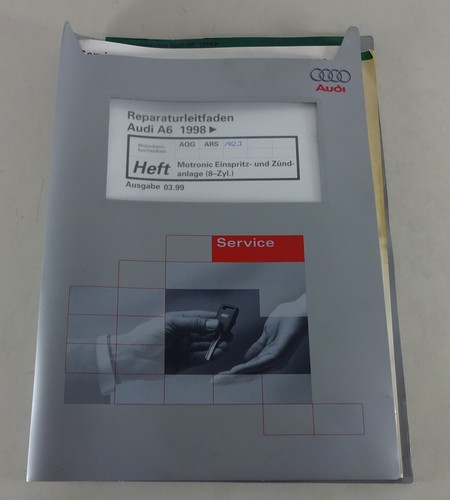 Audi
Reparaturleitfaden
Audi A6 1998 ►
AQG ARS
Heft
Motronic Einspritz- und Zünd-
anlage (8-Zyl.)
Ausgabe 03.99
Service